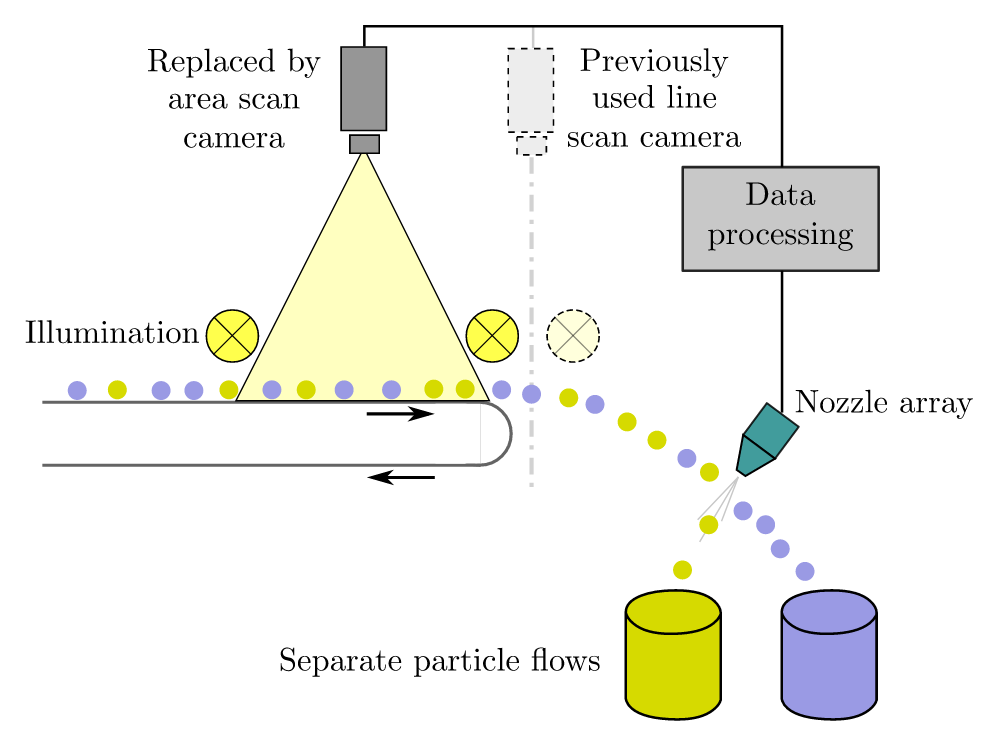 Replaced by
area scan
camera
Previously
used line
scan camera
Data
processing
Illumination
Nozzle array
Separate particle flows